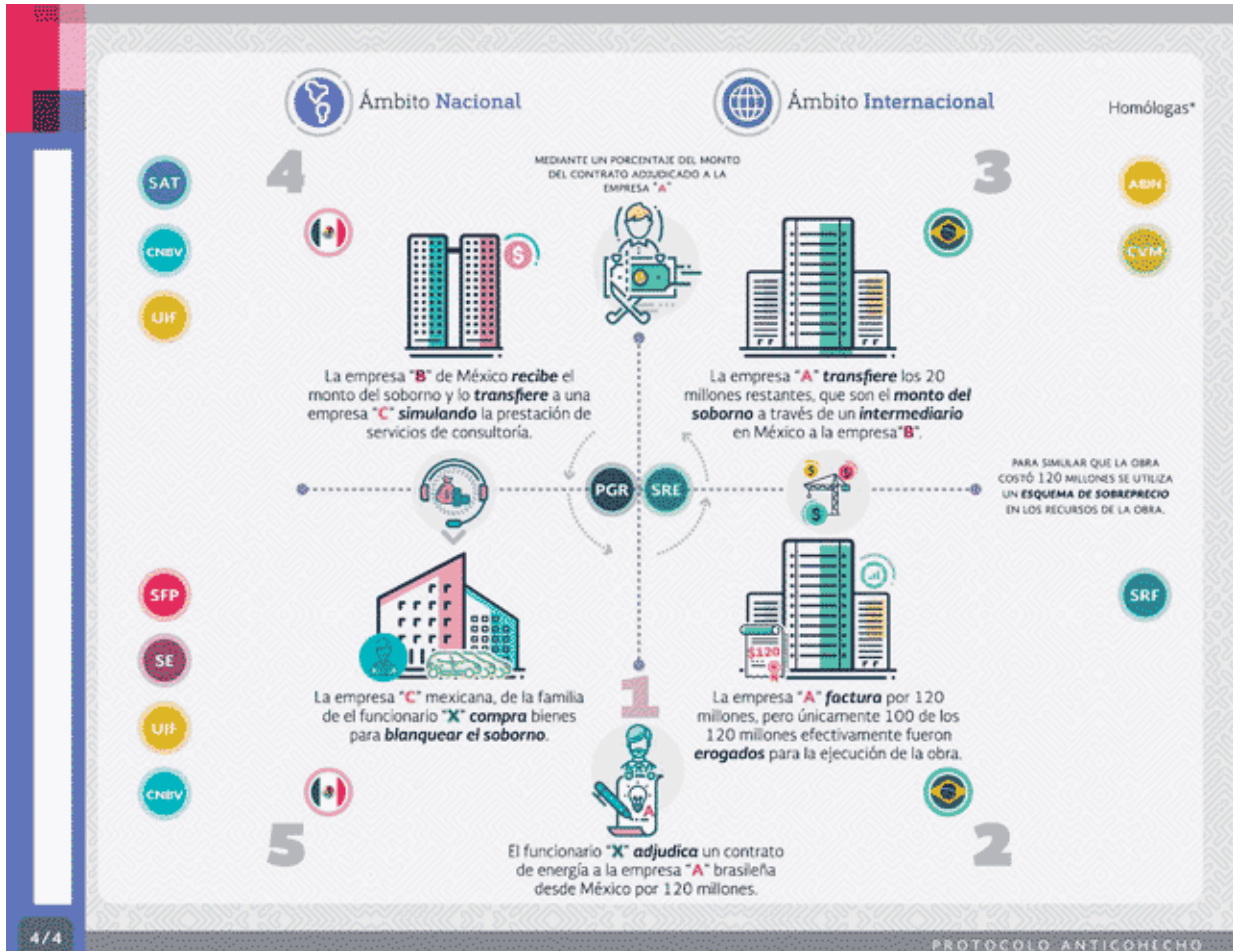 Ámbito Nacional
Ámbito Internacional
Homólogas*
4
MEDIANTE UN PORCENTAJE DEL MONTO
DEL CONTRATO ADJUDICADO A LA
EMPRESA "A"
3
SAT
CNBV
UIF
ABIN
CVM
$
La empresa "B" de México recibe el
monto del soborno y lo transfiere a una
empresa "C" simulando la prestación de
servicios de consultoría.
La empresa "A" transfiere los 20
millones restantes, que son el monto del
soborno a través de un intermediario
en México a la empresa"B".
PGR
SRE
$ $
$
PARA SIMULAR QUE LA OBRA
COSTÓ 120 MILLONES SE UTILIZA
UN ESQUEMA DE SOBREPRECIO
EN LOS RECURSOS DE LA OBRA.
SFP
SE
UIF
CNBV
SRF
$120
La empresa "C" mexicana, de la familia
de el funcionario "X" compra bienes
para blanquear el soborno.
1
La empresa "A" factura por 120
millones, pero únicamente 100 de los
120 millones efectivamente fueron
erogados para la ejecución de la obra.
A
5
2
El funcionario "X" adjudica un contrato
de energía a la empresa "A" brasileña
desde México por 120 millones.
4/4
PROTOCOLO ANTICOHECHO